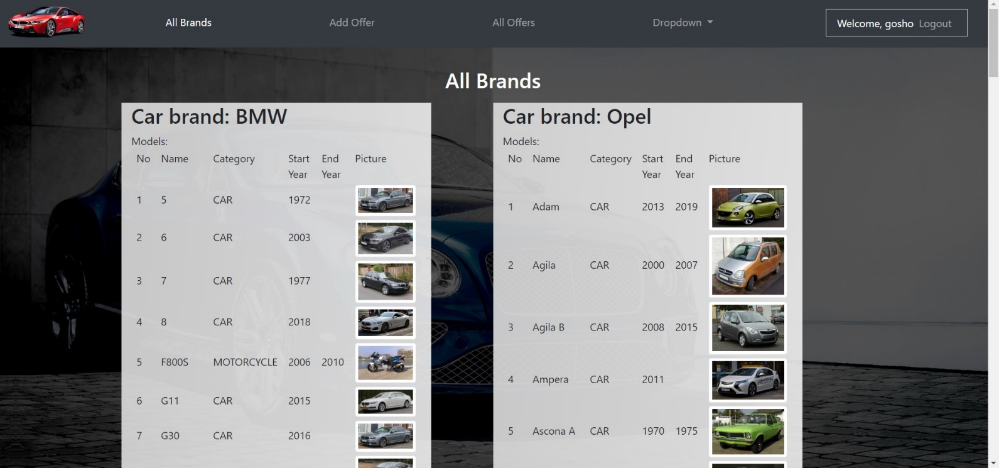 All Brands Add Offer All Offers Dropdown Welcome, gosho Logout
All Brands
Car brand: BMW
Models:
No Name Category Start Year End Year Picture
1 5 CAR 1972
2 6 CAR 2003
3 7 CAR 1977
4 8 CAR 2018
5 F800S MOTORCYCLE 2006 2010
6 G11 CAR 2015
7 G30 CAR 2016
Car brand: Opel
Models:
No Name Category Start Year End Year Picture
1 Adam CAR 2013 2019
2 Agila CAR 2000 2007
3 Agila B CAR 2008 2015
4 Ampera CAR 2011
5 Ascona A CAR 1970 1975